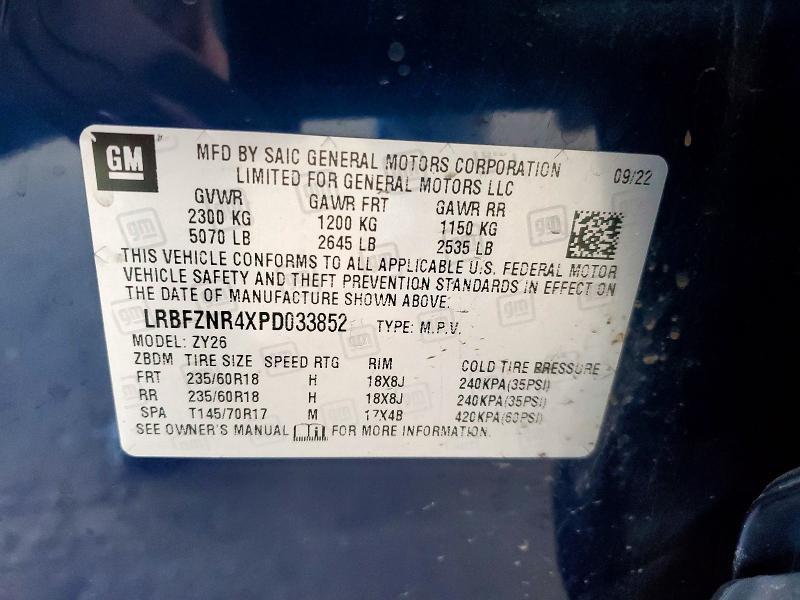 GM
MFD BY SAIC GENERAL MOTORS CORPORATION
LIMITED FOR GENERAL MOTORS LLC
09/22
GVWR GAWR FRT GAWR RR
2300 KG 1200 KG 1150 KG
5070 LB 2645 LB 2535 LB
THIS VEHICLE CONFORMS TO ALL APPLICABLE U.S. FEDERAL MOTOR
VEHICLE SAFETY AND THEFT PREVENTION STANDARDS IN EFFECT ON
THE DATE OF MANUFACTURE SHOWN ABOVE:
LRBFZNR4XPD033852 TYPE: M.P.V.
MODEL: ZY26
ZBDM TIRE SIZE SPEED RTG RIM COLD TIRE PRESSURE
FRT 235/60R18 H 18X8J 240KPA(35PSI)
RR 235/60R18 H 18X8J 240KPA(35PSI)
SPA T145/70R17 M 17X4B 420KPA(60PSI)
SEE OWNER'S MANUAL FOR MORE INFORMATION.